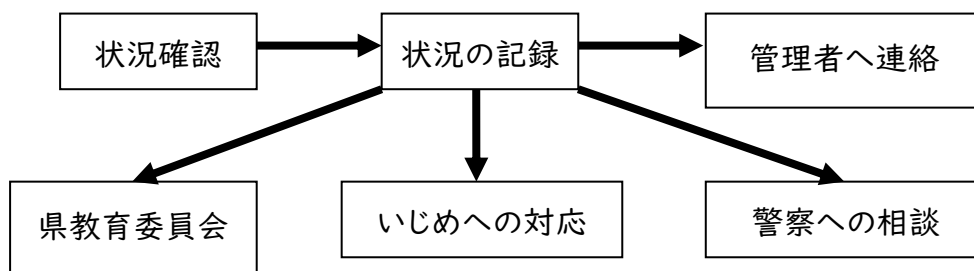 状況確認
状況の記録
管理者へ連絡
県教育委員会
いじめへの対応
警察への相談